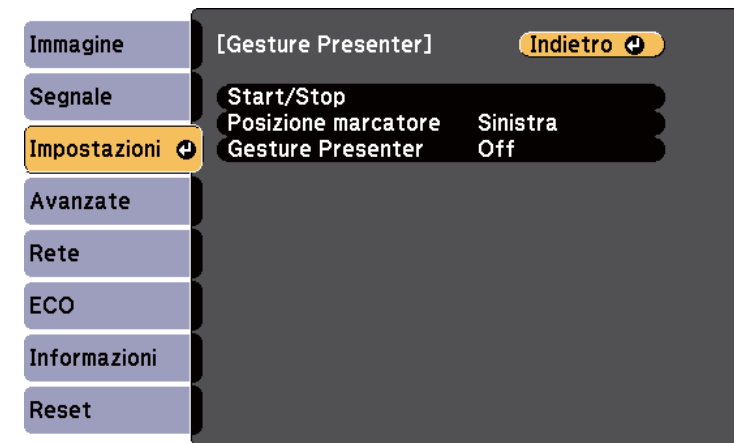 Immagine
Segnale
Impostazioni
Avanzate
Rete
ECO
Informazioni
Reset
[Gesture Presenter]
Indietro
Start/Stop
Posizione marcatore Sinistra
Gesture Presenter Off